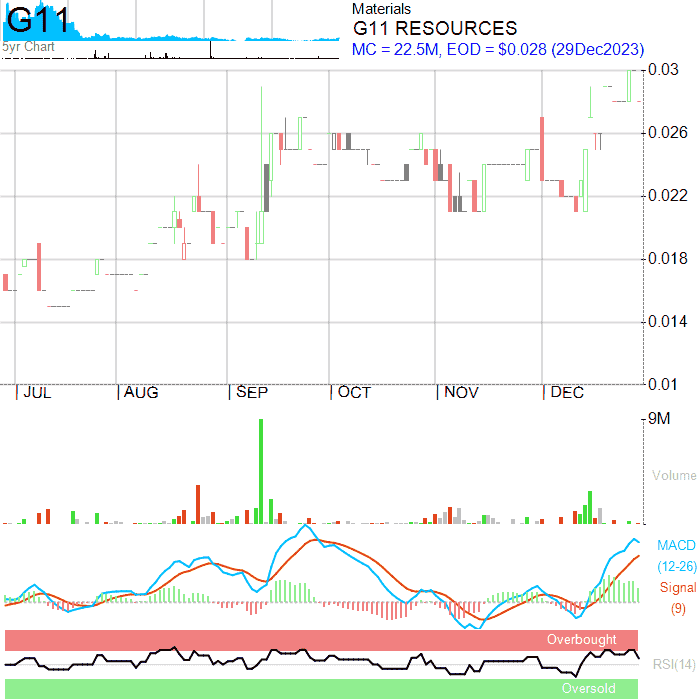 G11
5yr Chart
Materials
G11 RESOURCES
MC = 22.5M, EOD = $0.028 (29Dec2023)
0.03
0.026
0.022
0.018
0.014
0.01
JUL AUG SEP OCT NOV DEC
9M
Volume
MACD
(12-26)
Signal
(9)
Overbought
RSI(14)
Oversold